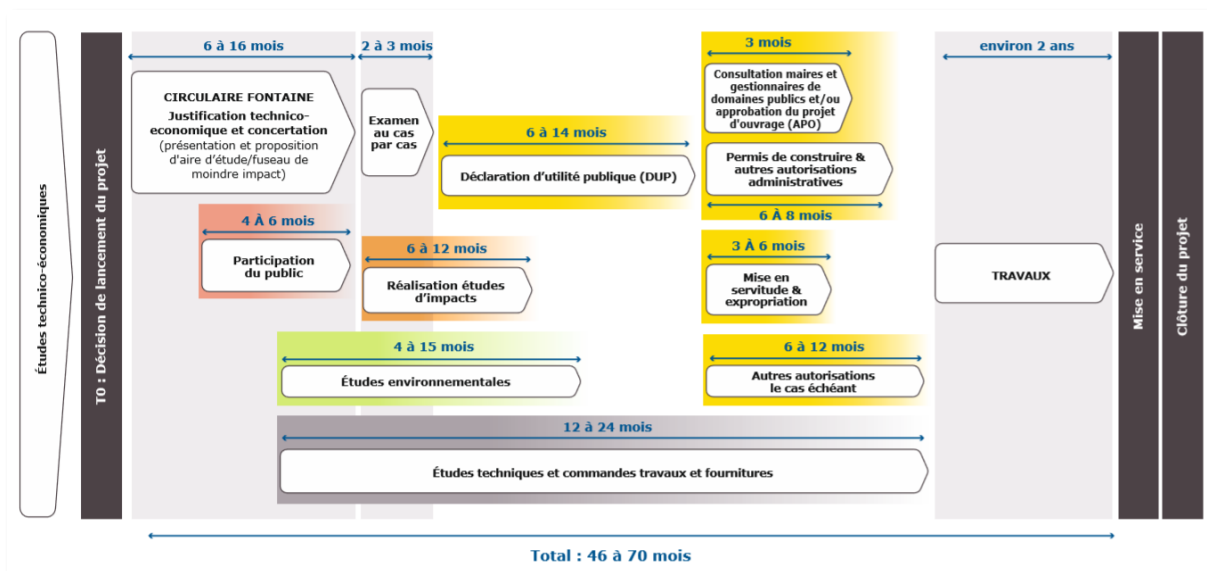 Études technico-économiques
T0 : Décision de lancement du projet
6 à 16 mois
CIRCULAIRE FONTAINE
Justification technico-
economique et concertation
(présentation et proposition
d'aire d'étude/fuseau de
moindre impact)
4 À 6 mois
Participation
du public
2 à 3 mois
Examen
au cas
par cas
6 à 14 mois
Déclaration d'utilité publique (DUP)
6 à 12 mois
Réalisation études
d'impacts
4 à 15 mois
Études environnementales
12 à 24 mois
Études techniques et commandes travaux et fournitures
3 mois
Consultation maires et
gestionnaires de
domaines publics et/ou
approbation du projet
d'ouvrage (APO)
Permis de construire &
autres autorisations
administratives
6 À 8 mois
3 À 6 mois
Mise en
servitude &
expropriation
6 à 12 mois
Autres autorisations
le cas échéant
environ 2 ans
TRAVAUX
Mise en service
Clôture du projet
Total : 46 à 70 mois